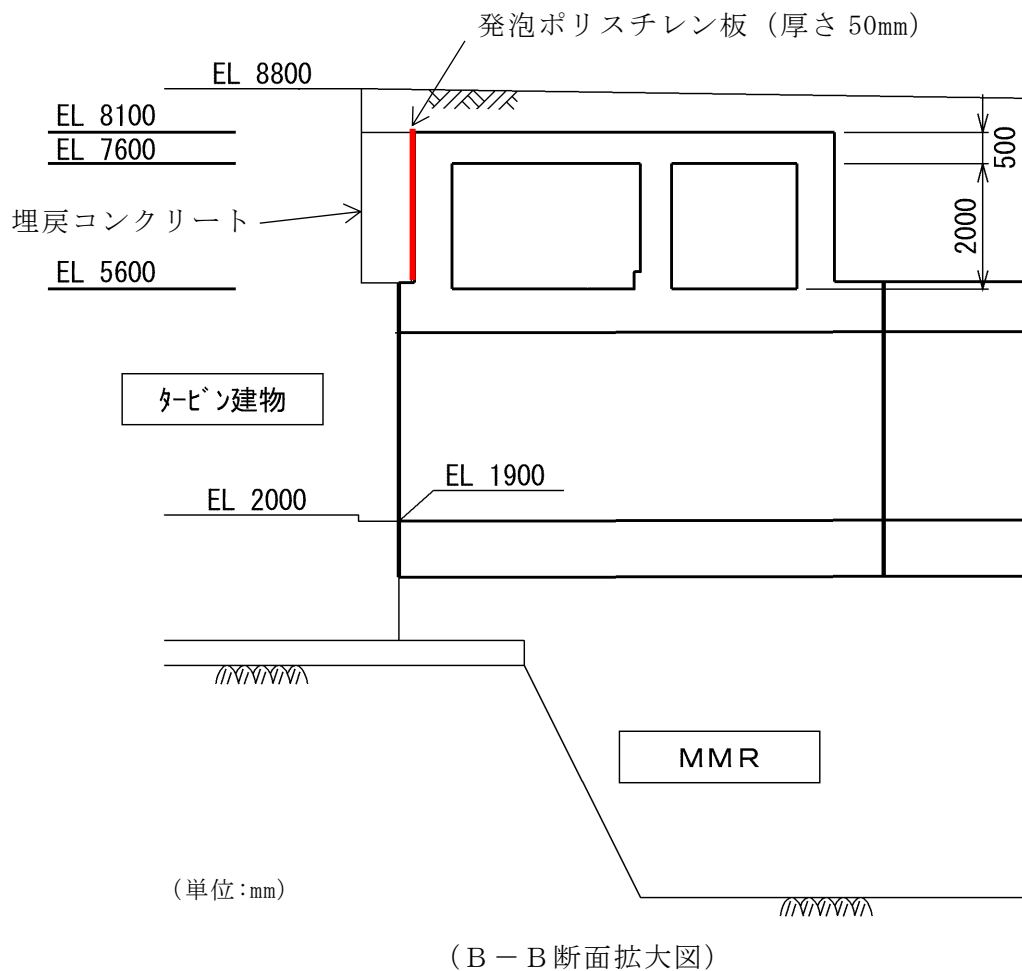 発泡ポリスチレン板（厚さ 50mm）
EL 8800
EL 8100
EL 7600
500
埋戻コンクリート
2000
EL 5600
ﾀｰﾋﾞﾝ建物
EL 1900
EL 2000
ＭＭＲ
（単位:mm）
（Ｂ－Ｂ断面拡大図）